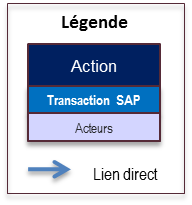 Légende
Action
Transaction SAP
Acteurs
Lien direct